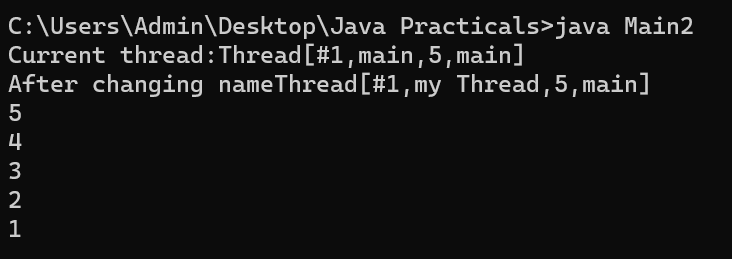 C:\Users\Admin\Desktop\Java Practicals>java Main2
Current thread:Thread[#1,main,5,main]
After changing nameThread[#1,my Thread,5,main]
5
4
3
2
1